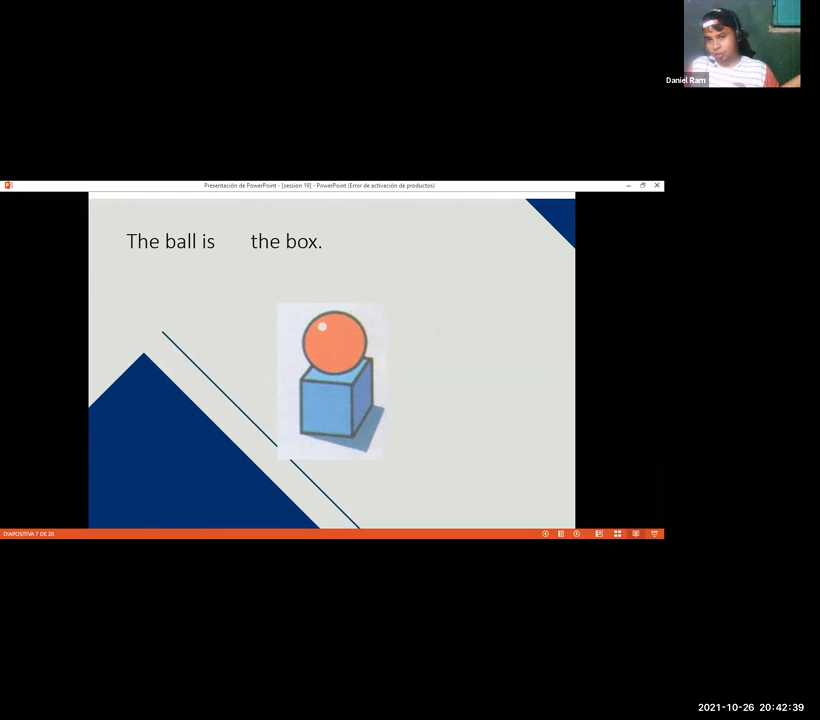 Daniel Ram
Presentación de PowerPoint - [session 19] - PowerPoint (Error de activación de productos)
The ball is the box.
DIAPOSITIVA 7 DE 20
2021-10-26 20:42:39